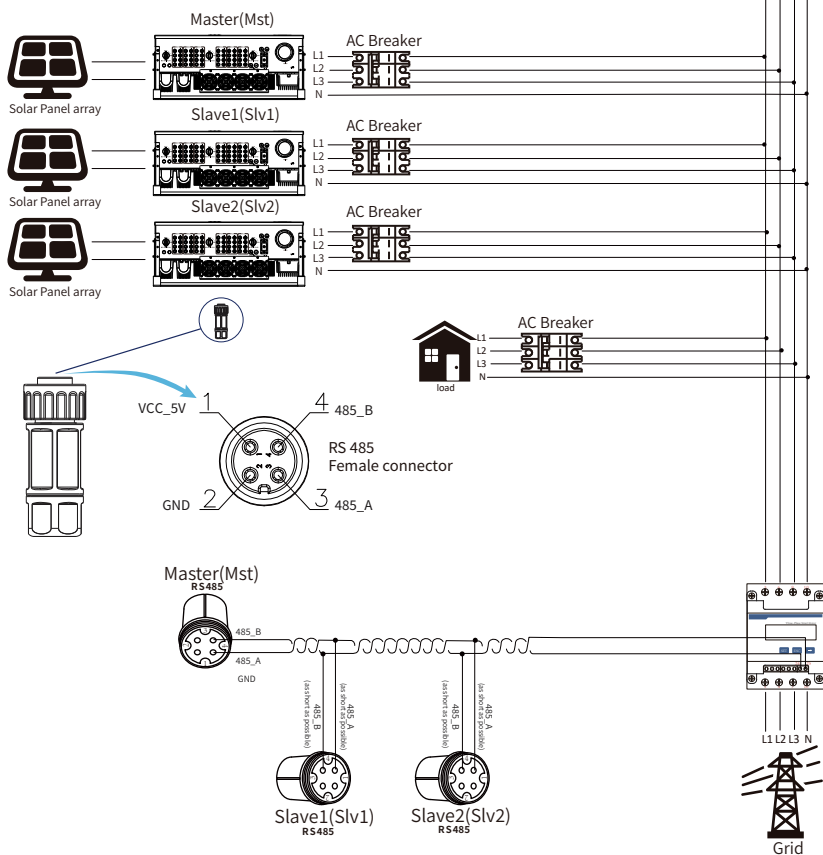 Master(Mst)
AC Breaker
L1
L2
L3
N
Solar Panel array
Slave1(Slv1)
AC Breaker
L1
L2
L3
N
Solar Panel array
Slave2(Slv2)
AC Breaker
L1
L2
L3
N
Solar Panel array
AC Breaker
L1
L2
L3
N
load
VCC_5V 1
4 485_B
1 4
2 3
RS 485
Female connector
GND 2
3 485_A
Master(Mst)
RS485
485_B
485_A
GND
485_B
(as short as possible)
485_A
(as short as possible)
485_B
(as short as possible)
485_A
(as short as possible)
L1 L2 L3 N
Slave1(Slv1)
RS485
Slave2(Slv2)
RS485
Grid